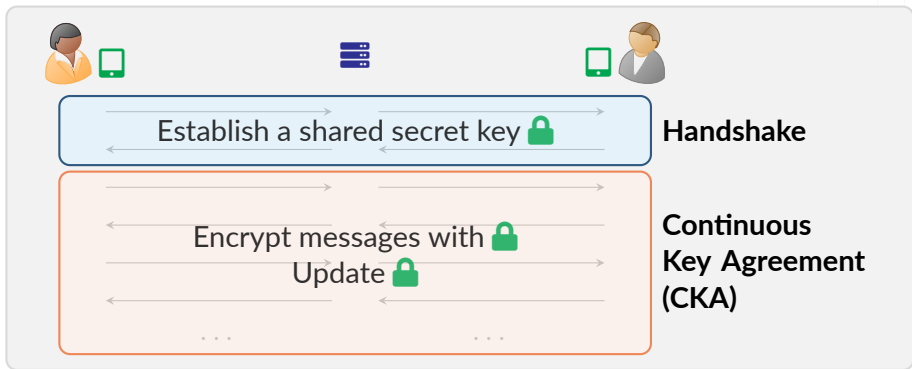 Establish a shared secret key
Handshake
Encrypt messages with
Update
. . .
. . .
Continuous
Key Agreement
(CKA)